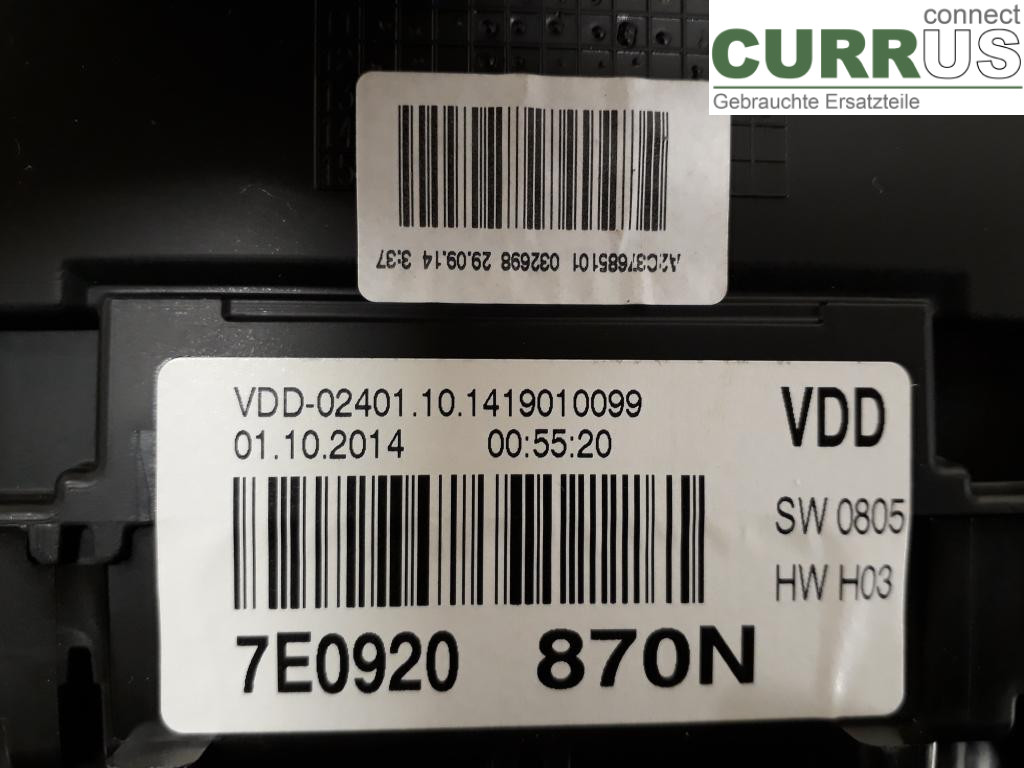 connect
CURRUS
Gebrauchte Ersatzteile
A2C37685101 032698 29.09.14 3:37
VDD-02401.10.1419010099
01.10.2014 00:55:20
VDD
SW 0805
HW H03
7E0920 870N